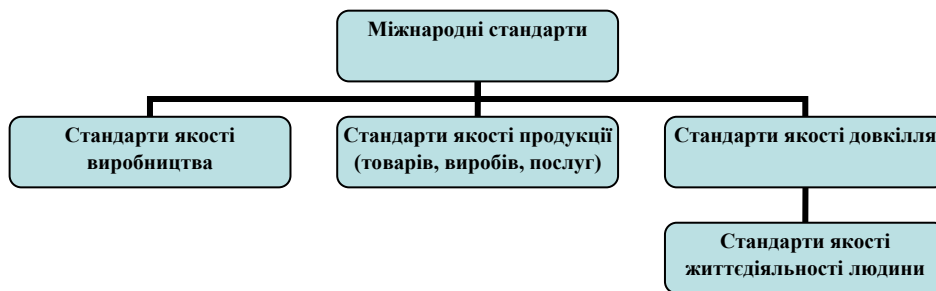 Міжнародні стандарти
Стандарти якості
виробництва
Стандарти якості продукції
(товарів, виробів, послуг)
Стандарти якості довкілля
Стандарти якості
життєдіяльності людини